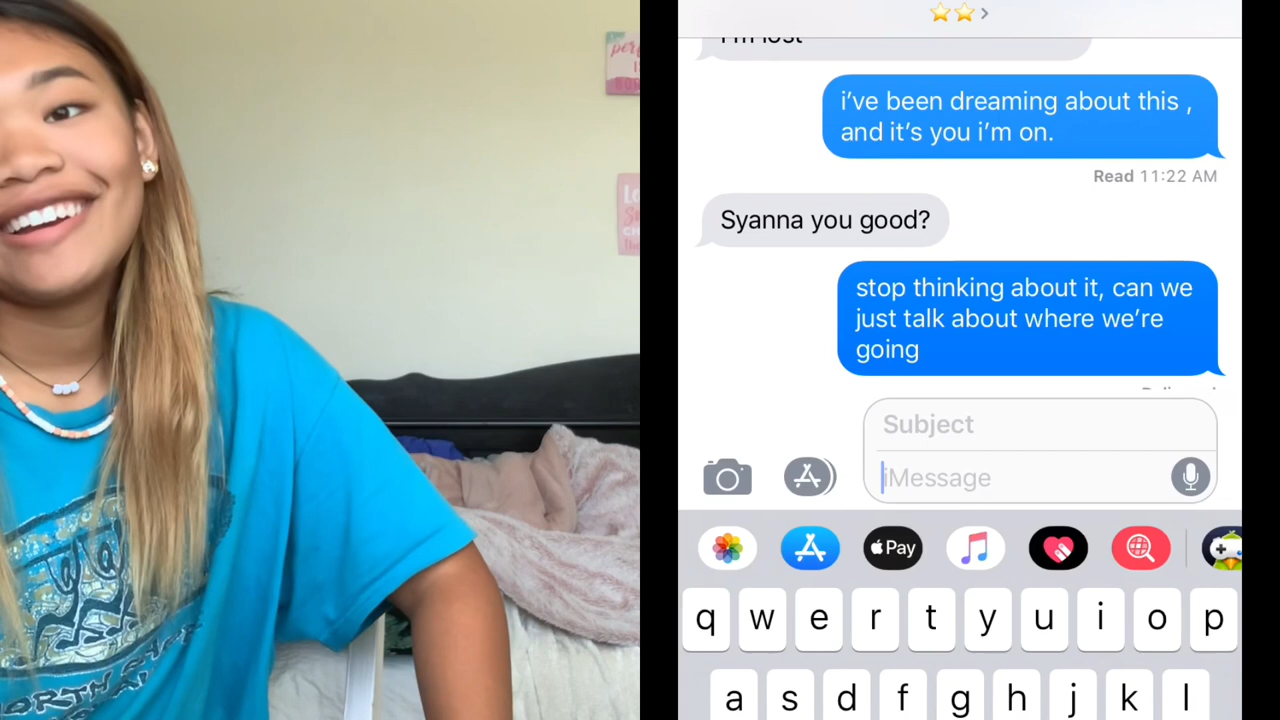 I'm lost
i've been dreaming about this ,
and it's you i'm on.
Read 11:22 AM
Syanna you good?
stop thinking about it, can we
just talk about where we're
going
Subject
iMessage
Pay
q w e r t y u i o p
a s d f g h j k l